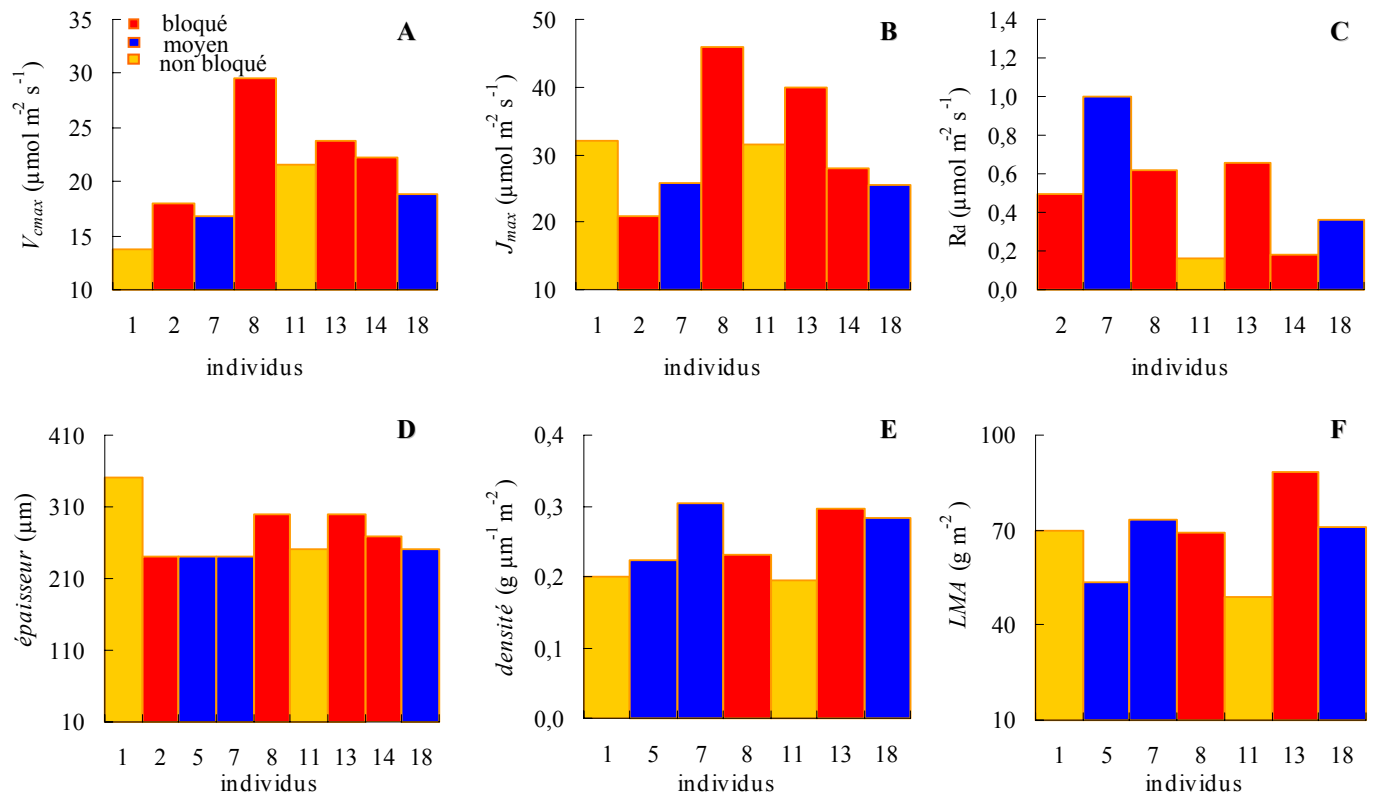 bloqué
moyen
non bloqué
A
35
30
25
20
15
10
Vcmax (µmol m-2 s-1)
1 2 7 8 11 13 14 18
individus
B
50
40
30
20
10
Jmax (µmol m-2 s-1)
1 2 7 8 11 13 14 18
individus
C
1,4
1,2
1,0
0,8
0,6
0,4
0,2
0,0
Rd (µmol m-2 s-1)
2 7 8 11 13 14 18
individus
D
410
310
210
110
10
épaisseur (µm)
1 2 5 7 8 11 13 14 18
individus
E
0,4
0,3
0,2
0,1
0,0
densité (g µm-1 m-2)
1 5 7 8 11 13 18
individus
F
100
70
40
10
LMA (g m-2)
1 5 7 8 11 13 18
individus